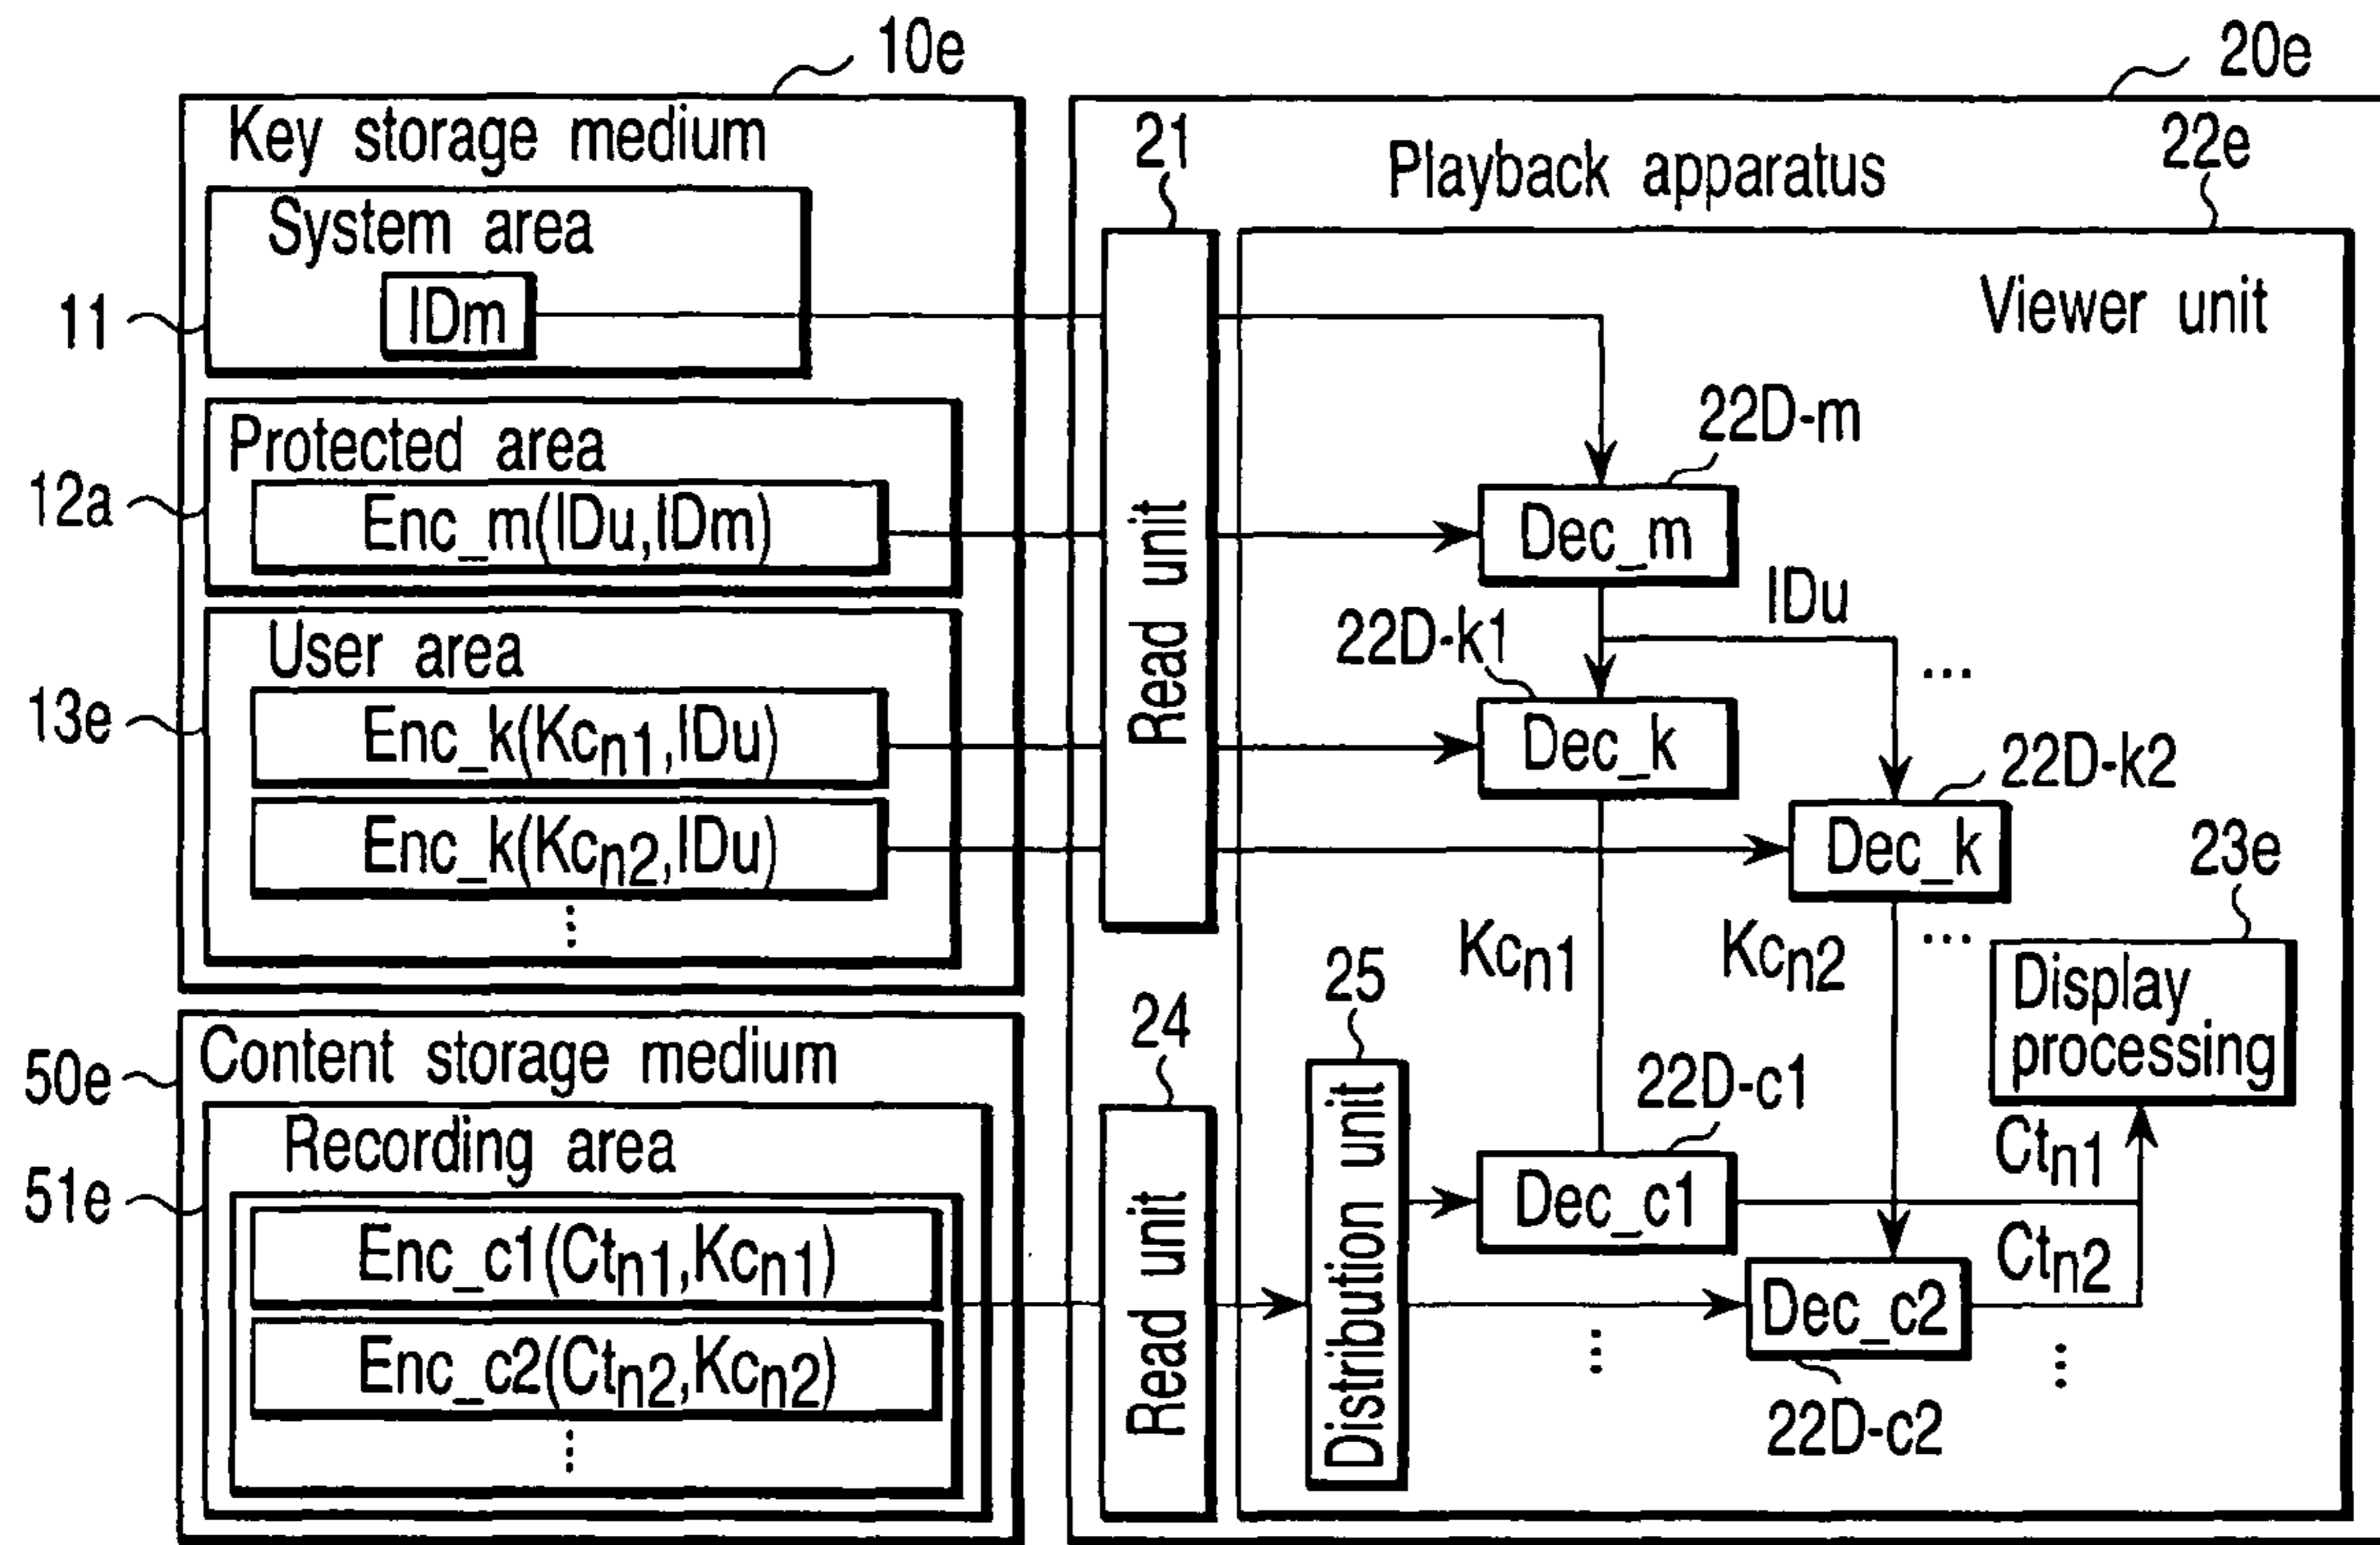 10e
20e
Key storage medium
21
Playback apparatus
22e
System area
IDm
11
Viewer unit
Protected area
22D-m
12a
Enc_m(IDu,IDm)
Dec_m
Read unit
IDu
User area
22D-k1
...
13e
Enc_k(Kcn1,IDu)
Dec_k
22D-k2
Enc_k(Kcn2,IDu)
Dec_k
23e
⋮
Kcn1
Kcn2
...
Display
processing
25
24
Content storage medium
50e
22D-c1
Recording area
Ctn1
51e
Read unit
Distribution unit
Dec_c1
Enc_c1(Ctn1,Kcn1)
Ctn2
Dec_c2
Enc_c2(Ctn2,Kcn2)
⋮
⋮
22D-c2
⋮